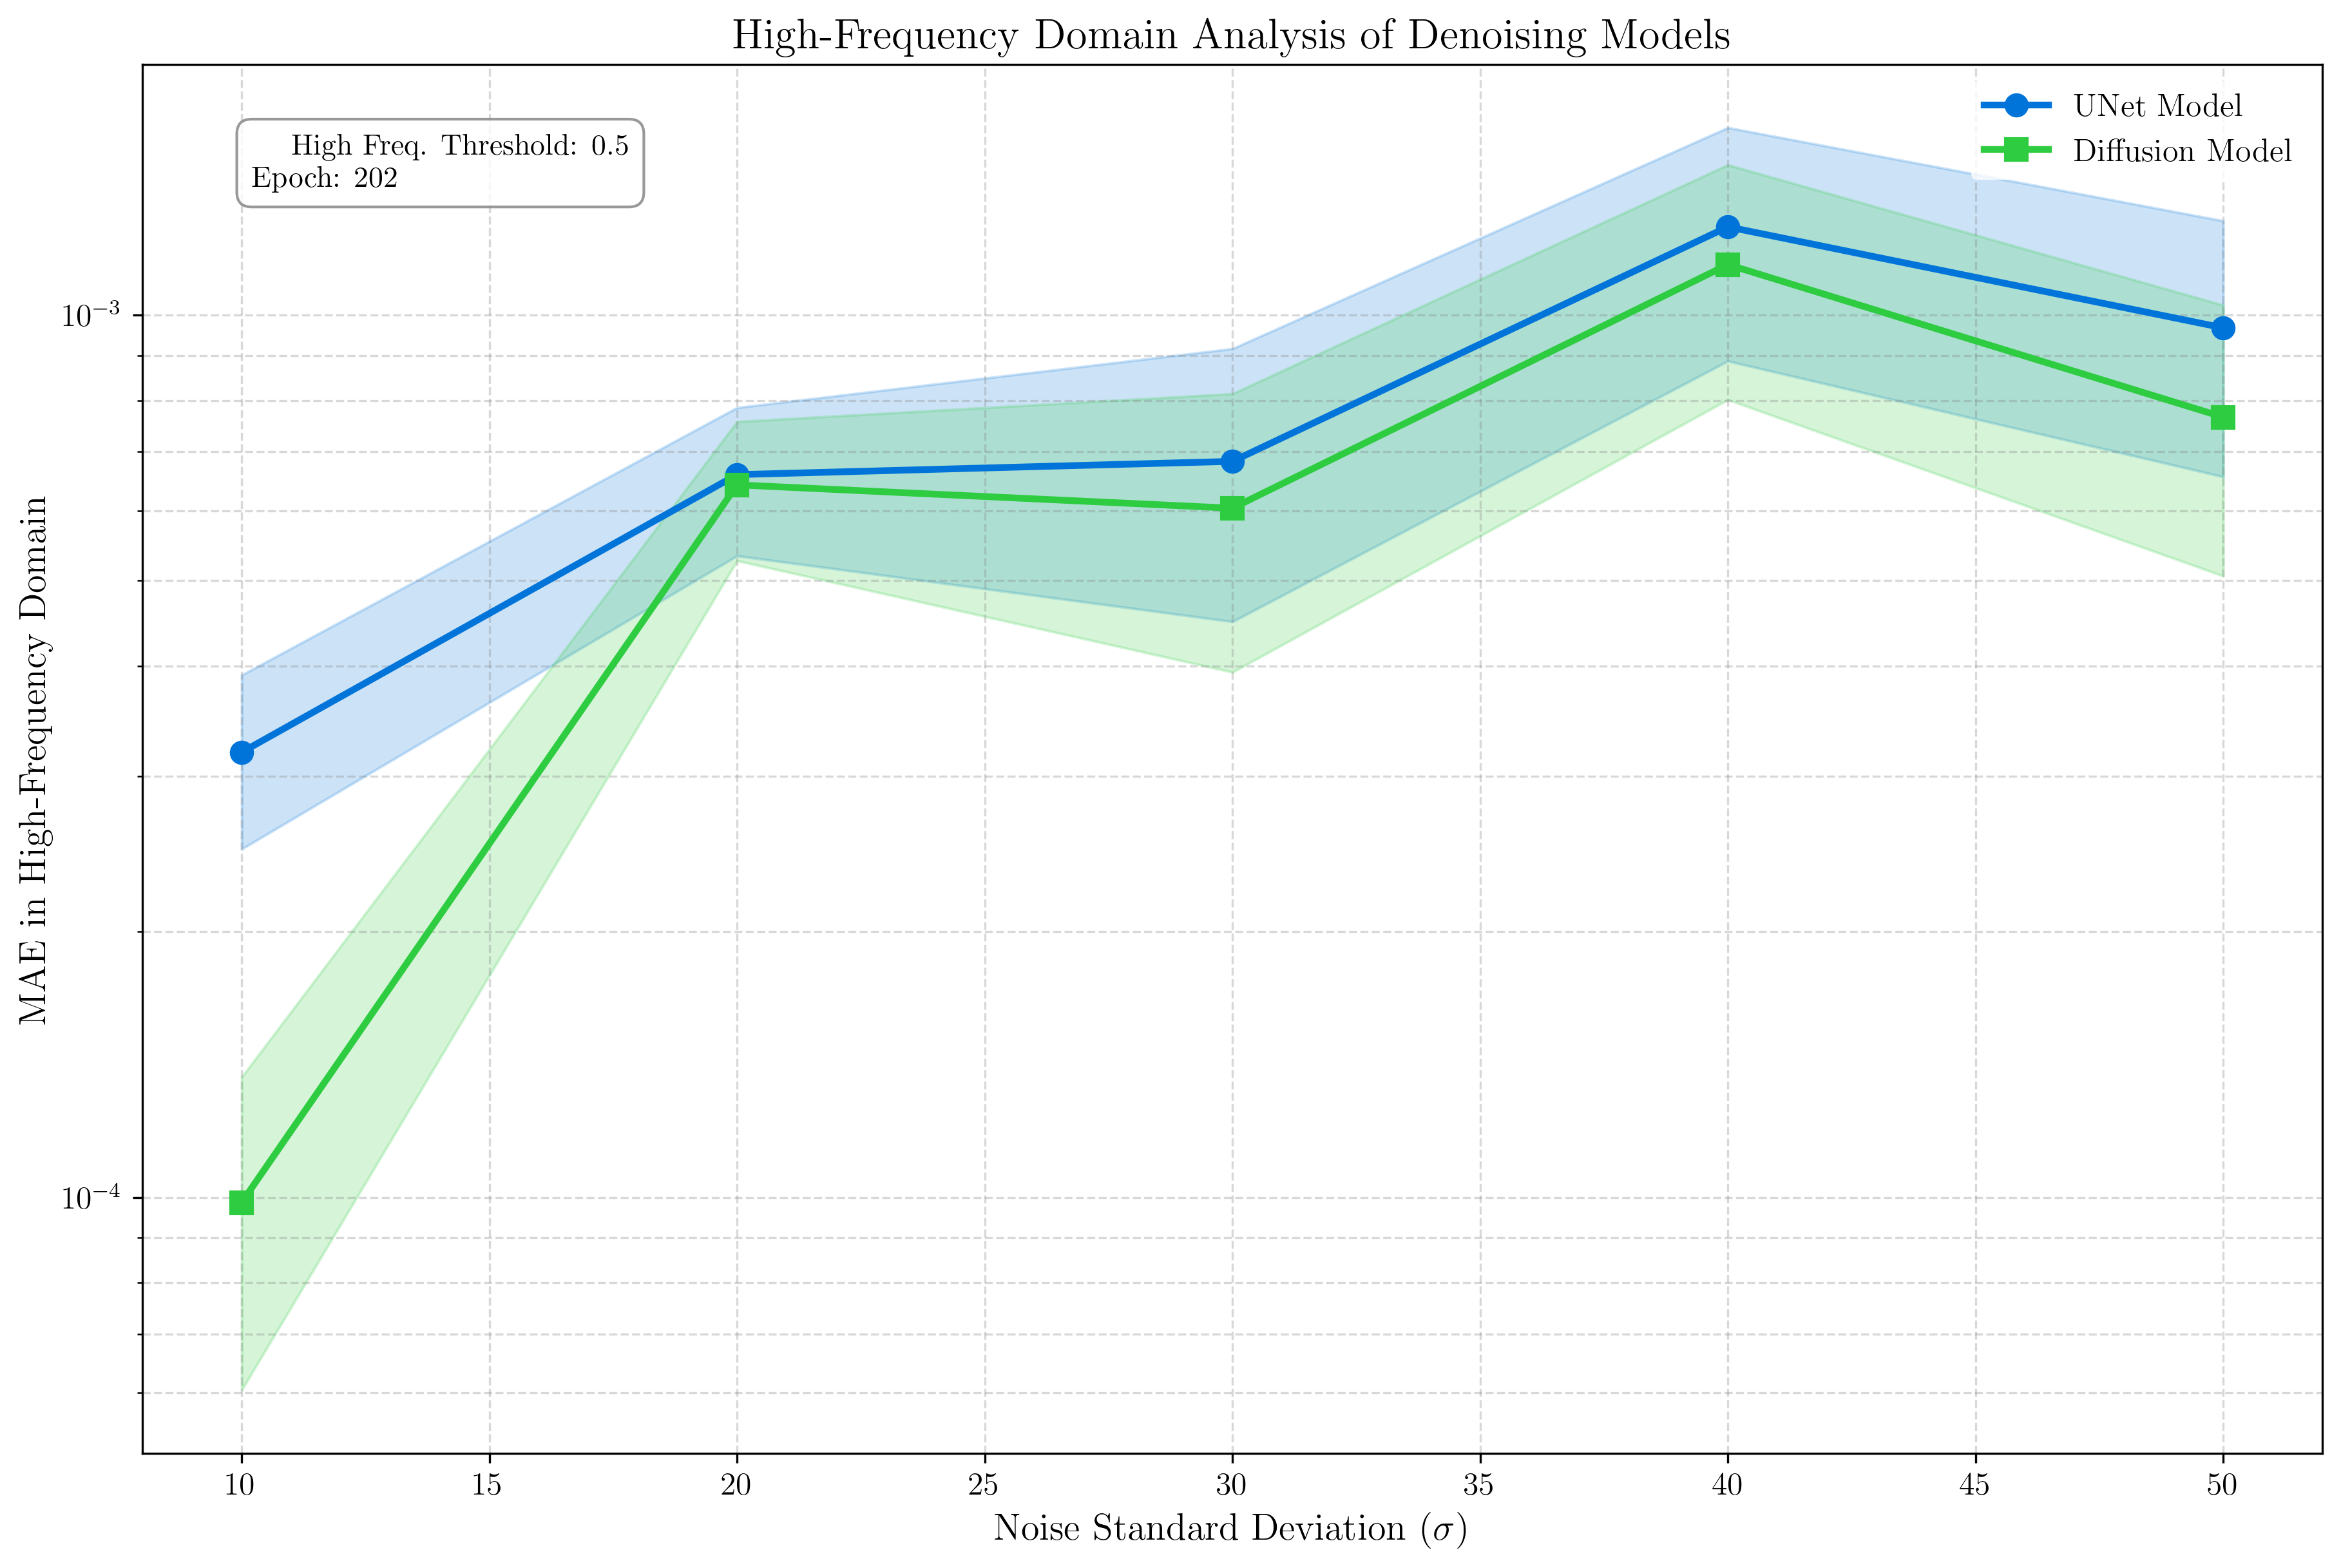 High-Frequency Domain Analysis of Denoising Models
High Freq. Threshold: 0.5
Epoch: 202
UNet Model
Diffusion Model
MAE in High-Frequency Domain
10⁻³
10⁻⁴
10 15 20 25 30 35 40 45 50
Noise Standard Deviation (σ)